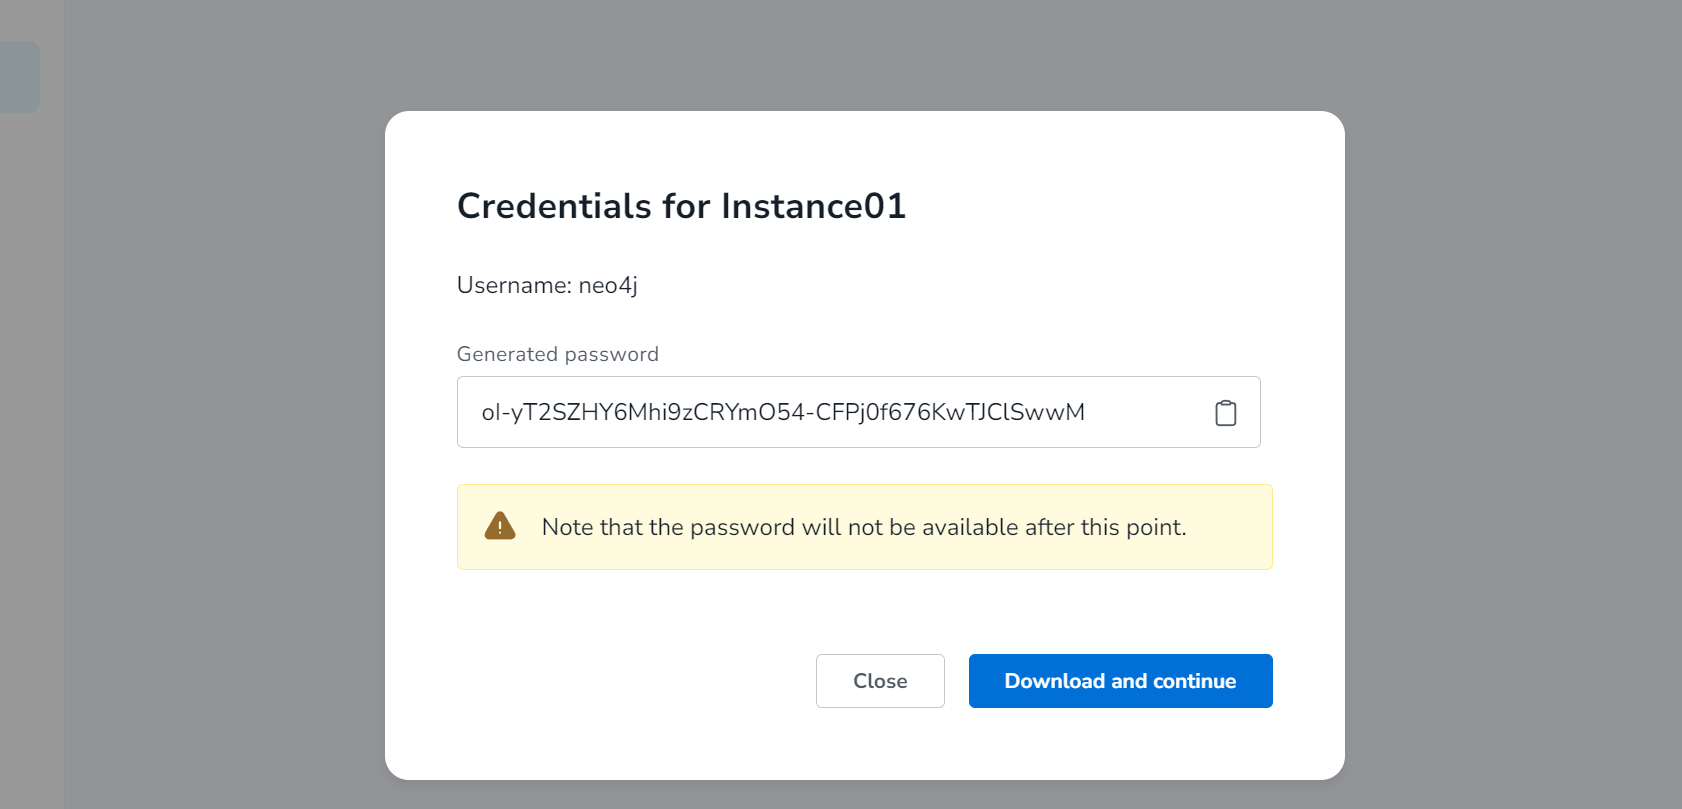 Credentials for Instance01
Username: neo4j
Generated password
oI-yT2SZHY6Mhi9zCRYmO54-CFPj0f676KwTJClSwwM
Note that the password will not be available after this point.
Close
Download and continue